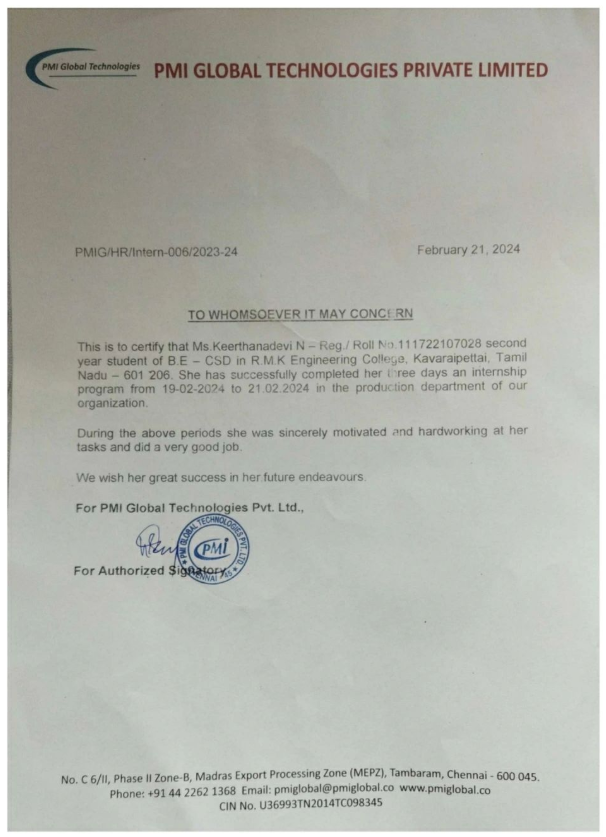 PMI Global Technologies
PMI GLOBAL TECHNOLOGIES PRIVATE LIMITED
PMIG/HR/Intern-006/2023-24
February 21, 2024
TO WHOMSOEVER IT MAY CONCERN
This is to certify that Ms.Keerthanadevi N – Reg./ Roll No.111722107028 second
year student of B.E – CSD in R.M.K Engineering College, Kavaraipettai, Tamil
Nadu – 601 206. She has successfully completed her three days an internship
program from 19-02-2024 to 21.02.2024 in the production department of our
organization.
During the above periods she was sincerely motivated and hardworking at her
tasks and did a very good job.
We wish her great success in her future endeavours.
For PMI Global Technologies Pvt. Ltd.,
PMI GLOBAL TECHNOLOGIES PVT. LTD
PMI
CHENNAI
For Authorized Signatory
No. C 6/II, Phase II Zone-B, Madras Export Processing Zone (MEPZ), Tambaram, Chennai - 600 045.
Phone: +91 44 2262 1368 Email: pmiglobal@pmiglobal.co www.pmiglobal.co
CIN No. U36993TN2014TC098345